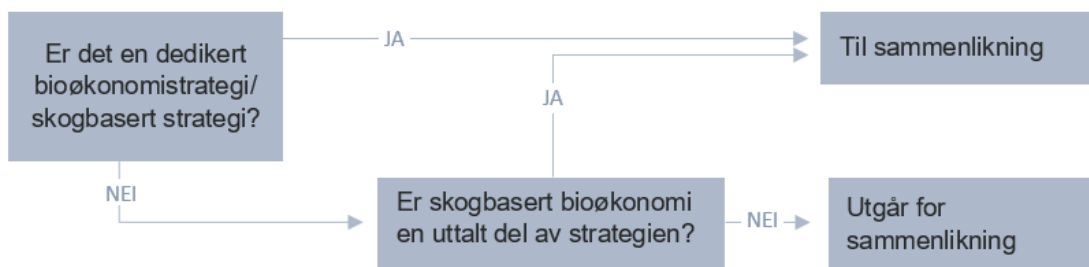 Er det en dedikert
bioøkonomistrategi/
skogbasert strategi?
JA
Til sammenlikning
JA
NEI
Er skogbasert bioøkonomi
en uttalt del av strategien?
NEI
Utgår for
sammenlikning